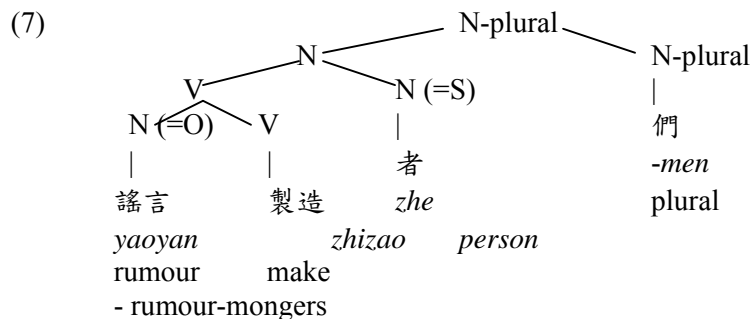 (7) N-plural
N N-plural
V N (=S) |
N (=O) V | 們
| | 者 -men
謠言 製造 zhe plural
yaoyan zhizao person
rumour make
- rumour-mongers